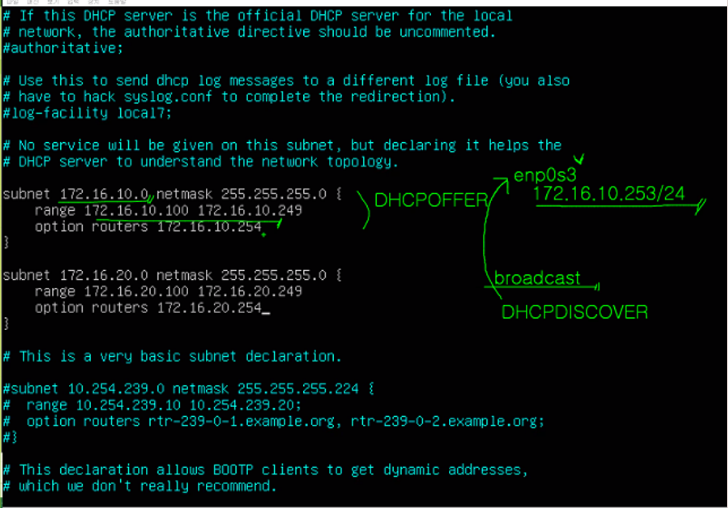 # If this DHCP server is the official DHCP server for the local
# network, the authoritative directive should be uncommented.
#authoritative;
# Use this to send dhcp log messages to a different log file (you also
# have to hack syslog.conf to complete the redirection).
#log-facility local7;
# No service will be given on this subnet, but declaring it helps the
# DHCP server to understand the network topology.
subnet 172.16.10.0 netmask 255.255.255.0 {
range 172.16.10.100 172.16.10.249
option routers 172.16.10.254
}
DHCPOFFER
enp0s3
172.16.10.253/24
broadcast
DHCPDISCOVER
subnet 172.16.20.0 netmask 255.255.255.0 {
range 172.16.20.100 172.16.20.249
option routers 172.16.20.254_
}
# This is a very basic subnet declaration.
#subnet 10.254.239.0 netmask 255.255.255.224 {
#  range 10.254.239.10 10.254.239.20;
#  option routers rtr-239-0-1.example.org, rtr-239-0-2.example.org;
#}
# This declaration allows BOOTP clients to get dynamic addresses,
# which we don't really recommend.